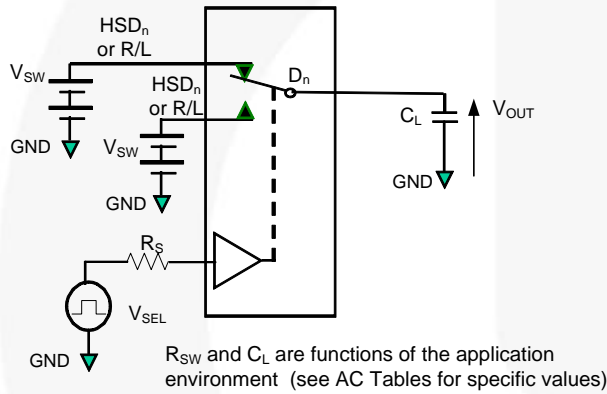 HSDn
or R/L
VSW
GND
HSDn
or R/L
VSW
GND
Dn
CL
VOUT
GND
RS
VSEL
GND
RSW and CL are functions of the application
environment (see AC Tables for specific values)